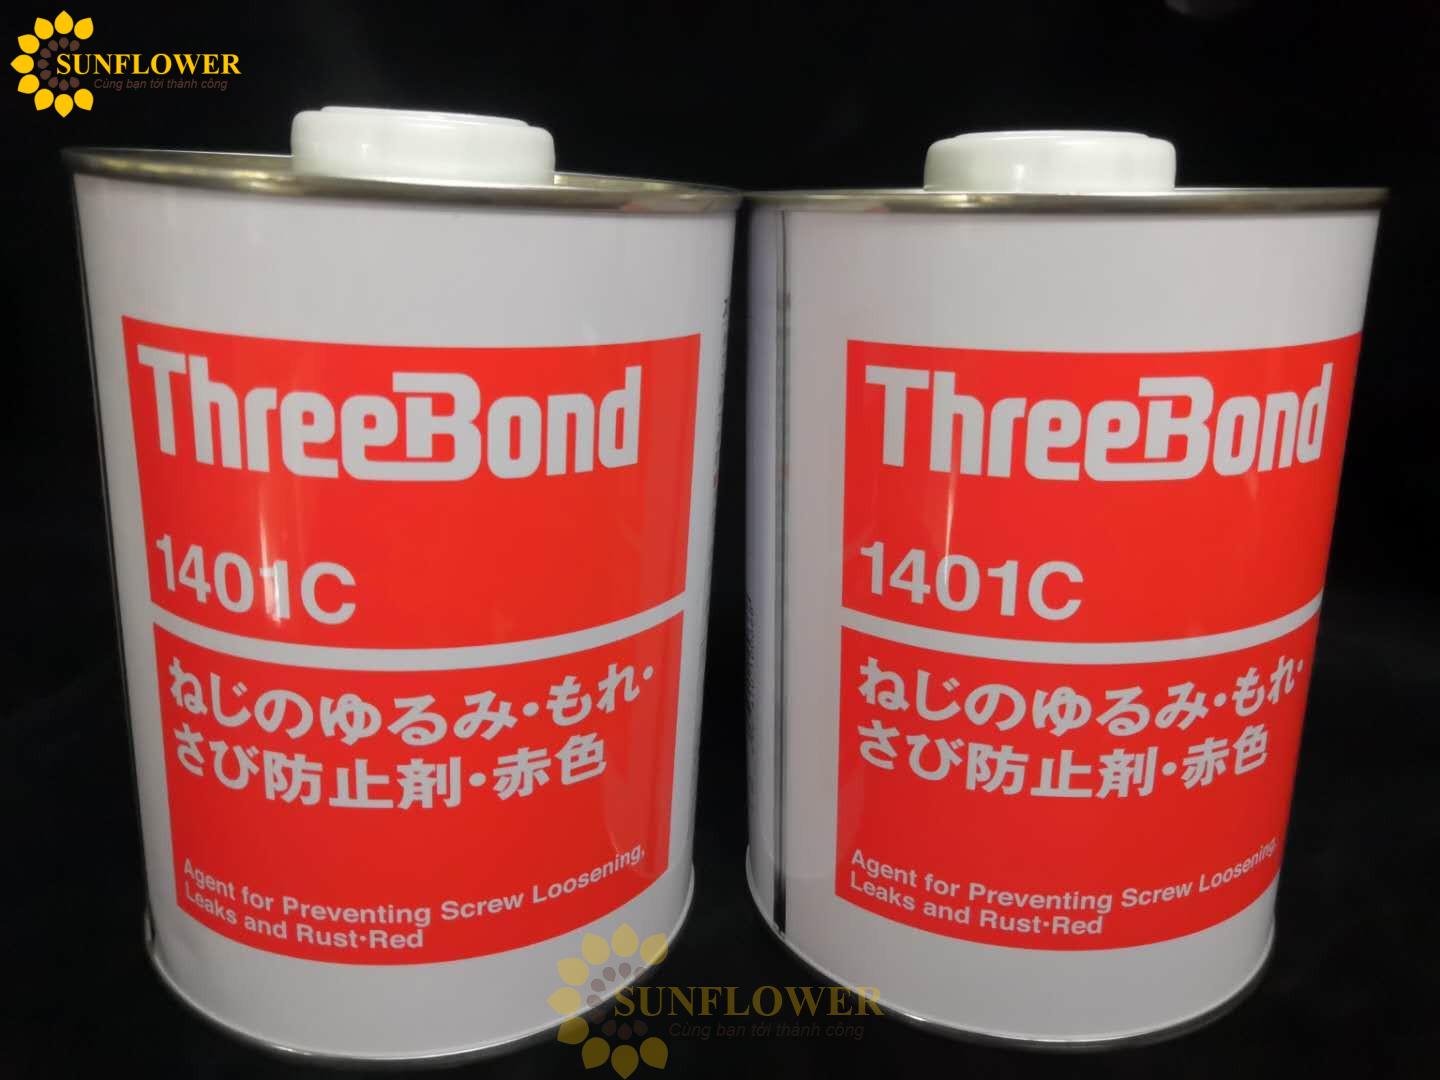 SUNFLOWER
Cùng bạn tới thành công
ThreeBond
1401C
ねじのゆるみ・もれ・
さび防止剤・赤色
Agent for Preventing Screw Loosening,
Leaks and Rust・Red
ThreeBond
1401C
ねじのゆるみ・もれ・
さび防止剤・赤色
Agent for Preventing Screw Loosening,
Leaks and Rust・Red
SUNFLOWER
Cùng bạn tới thành công